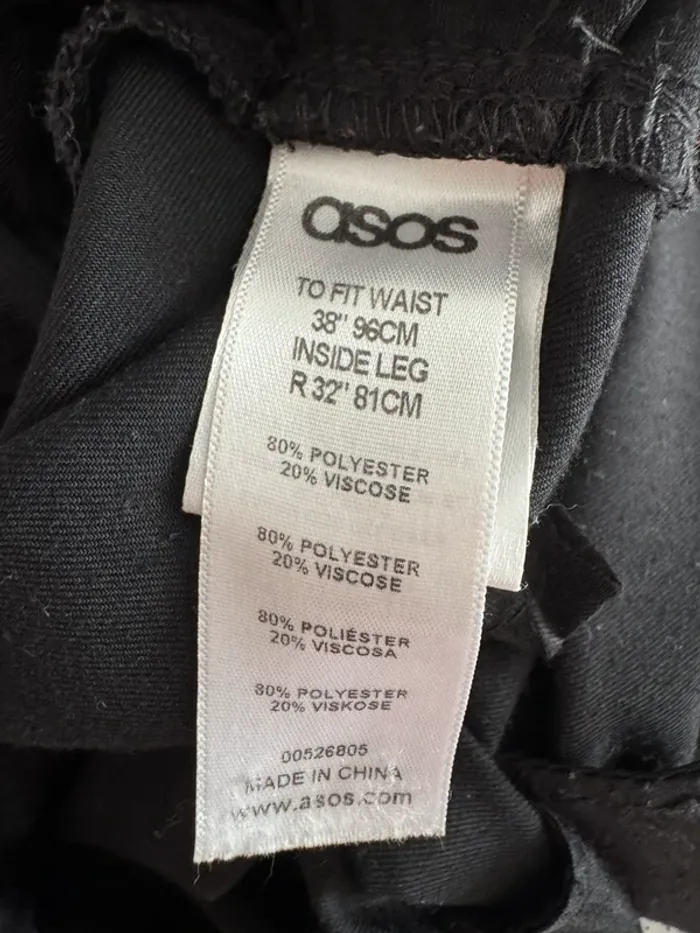 asos
TO FIT WAIST
38" 96CM
INSIDE LEG
R 32" 81CM
80% POLYESTER
20% VISCOSE
80% POLYESTER
20% VISCOSE
80% POLIÉSTER
20% VISCOSA
80% POLYESTER
20% VISKOSE
00526805
MADE IN CHINA
www.asos.com